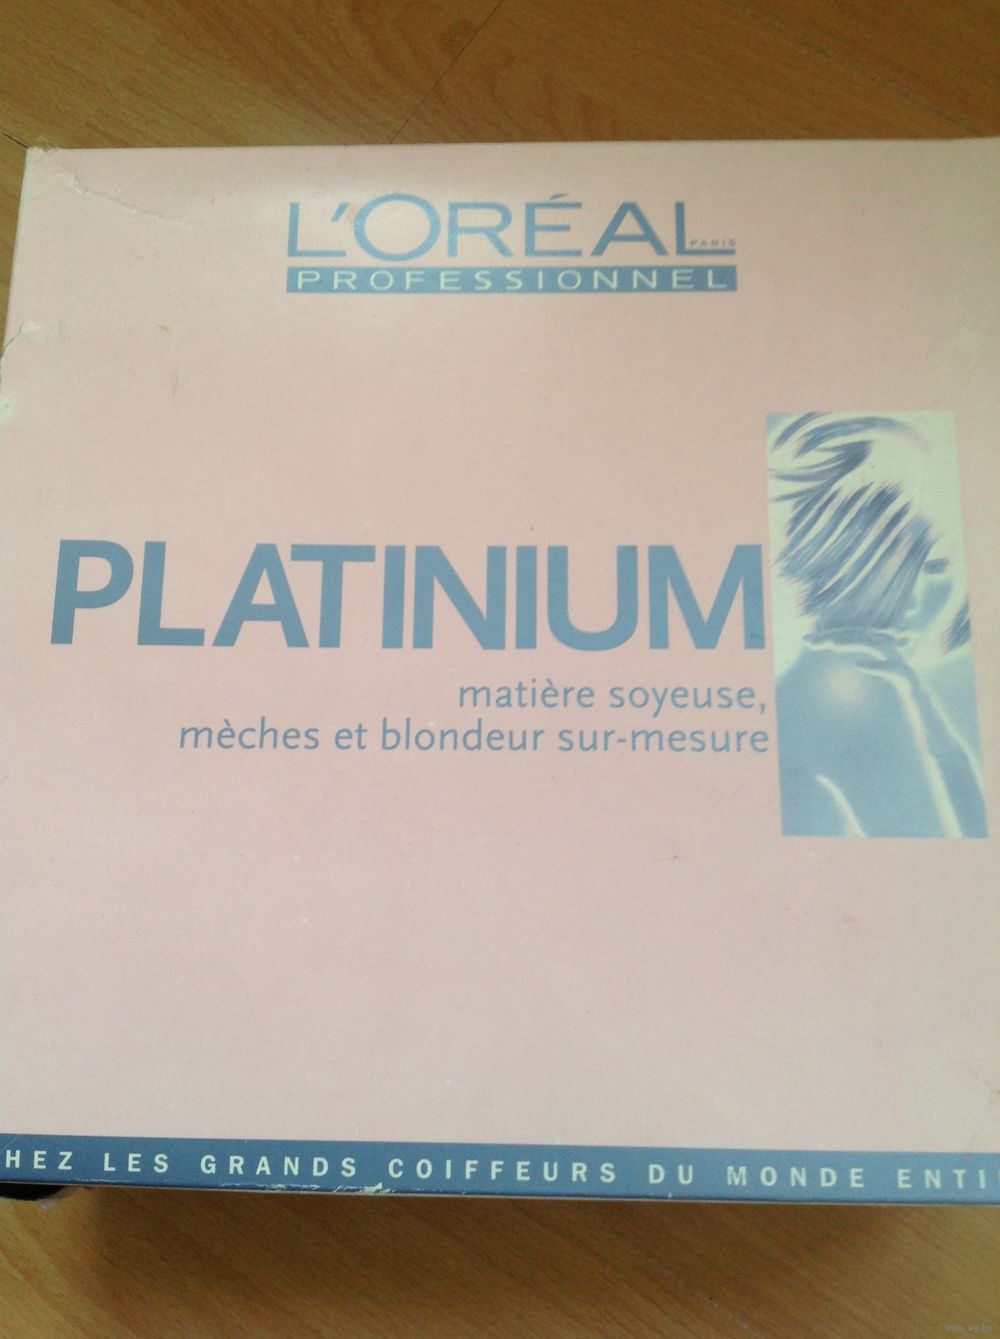 L'ORÉAL
PARIS
PROFESSIONNEL
PLATINIUM
matière soyeuse,
mèches et blondeur sur-mesure
HEZ LES GRANDS COIFFEURS DU MONDE ENTI